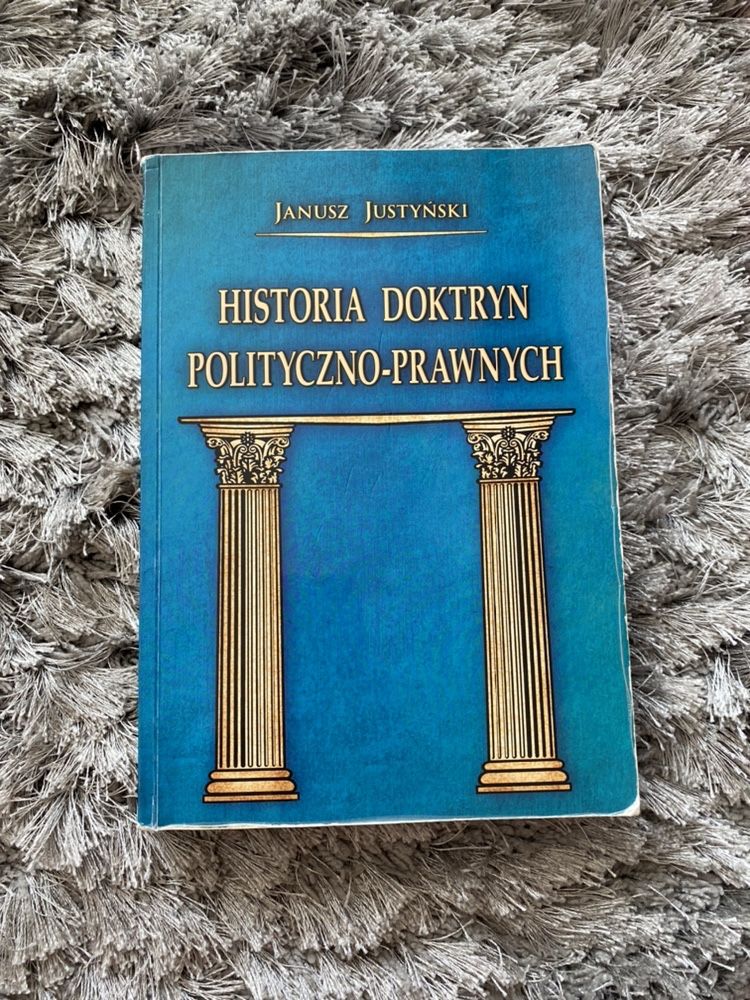 Janusz Justyński
HISTORIA DOKTRYN
POLITYCZNO-PRAWNYCH